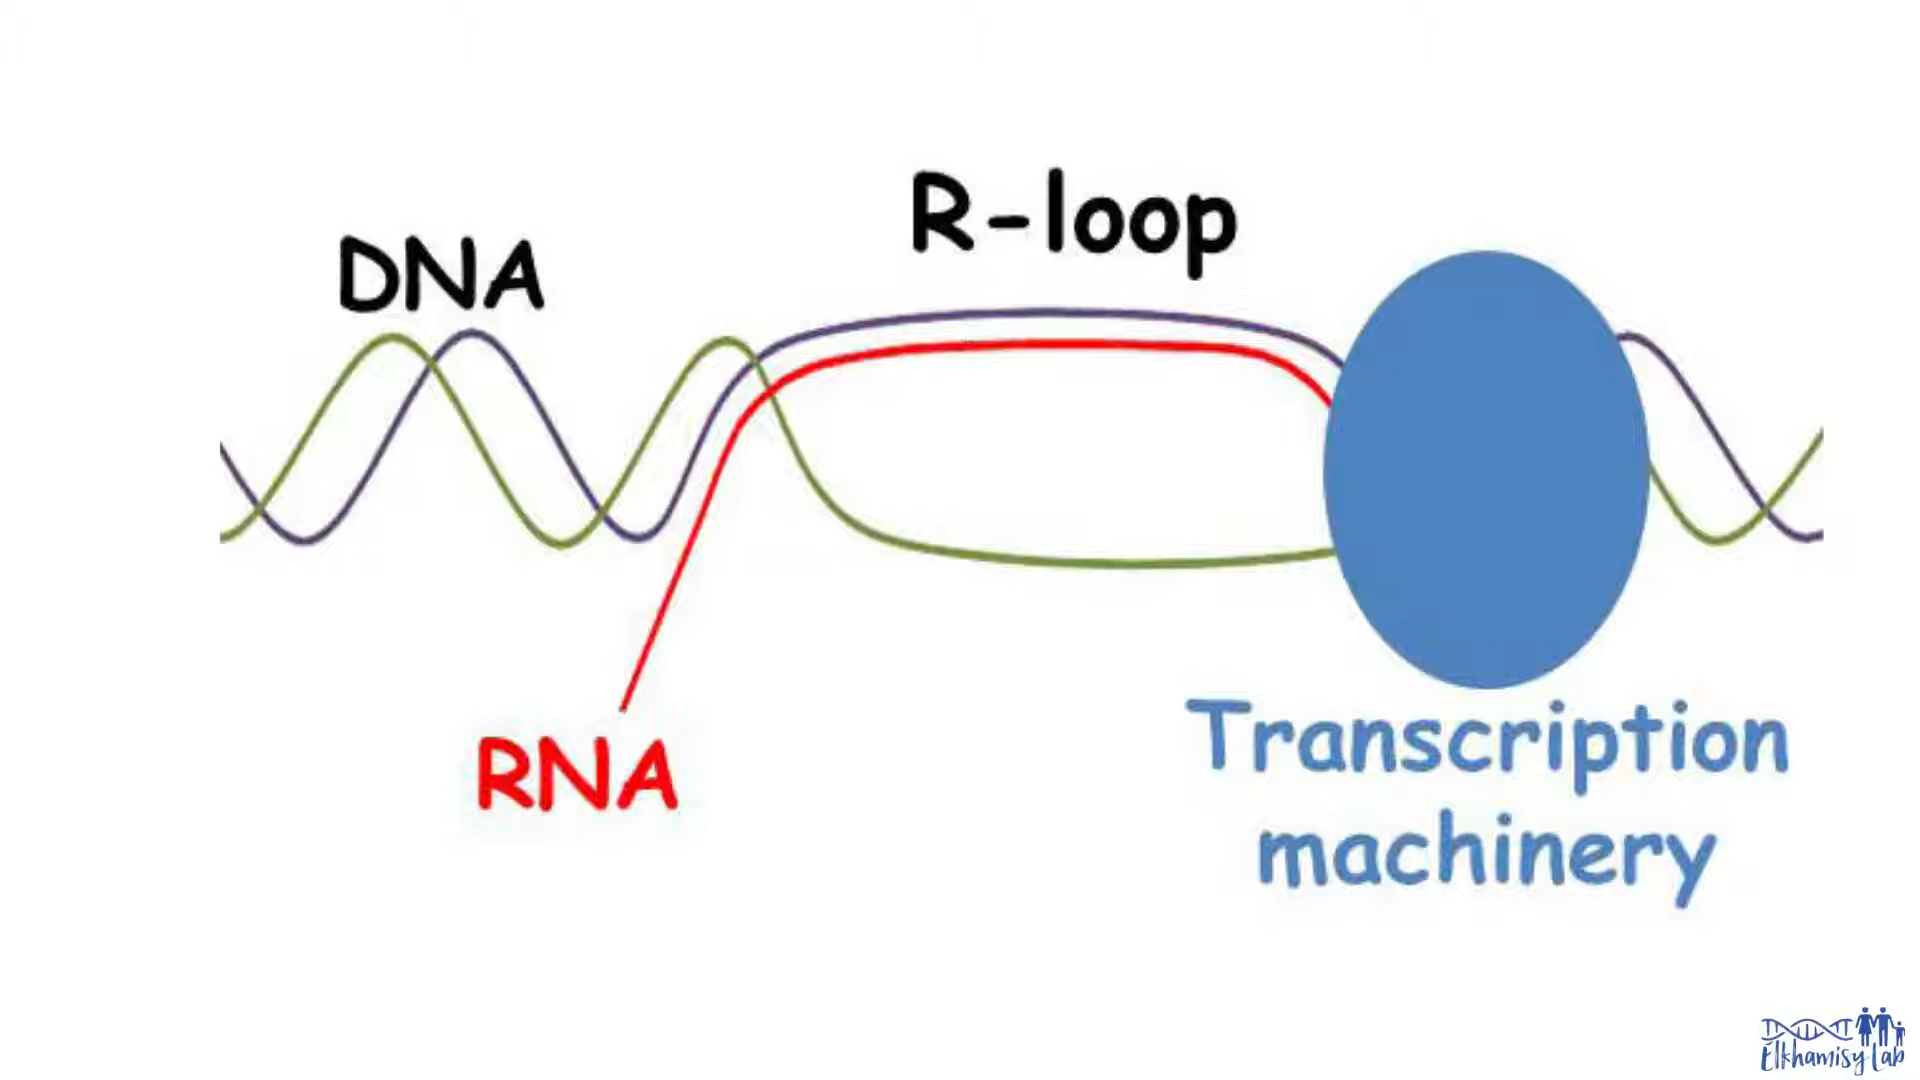 R-loop
DNA
RNA
Transcription
machinery
Elkhamisy Lab